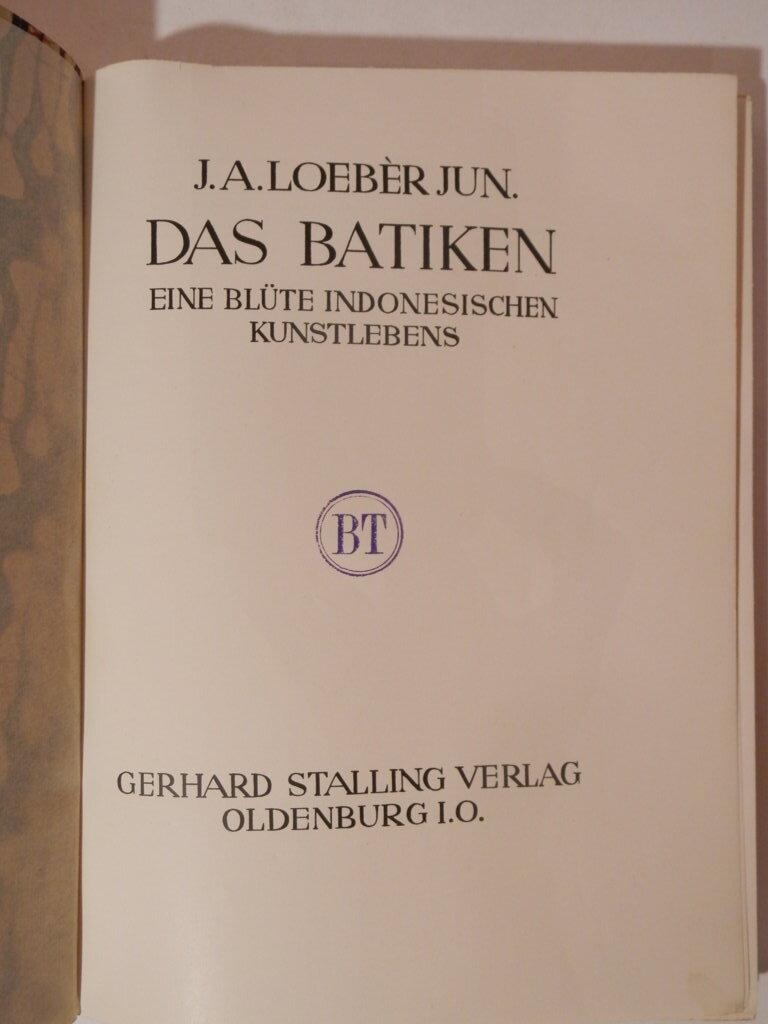 J. A. LOEBÈR JUN.
DAS BATIKEN
EINE BLÜTE INDONESISCHEN
KUNSTLEBENS
BT
GERHARD STALLING VERLAG
OLDENBURG I.O.